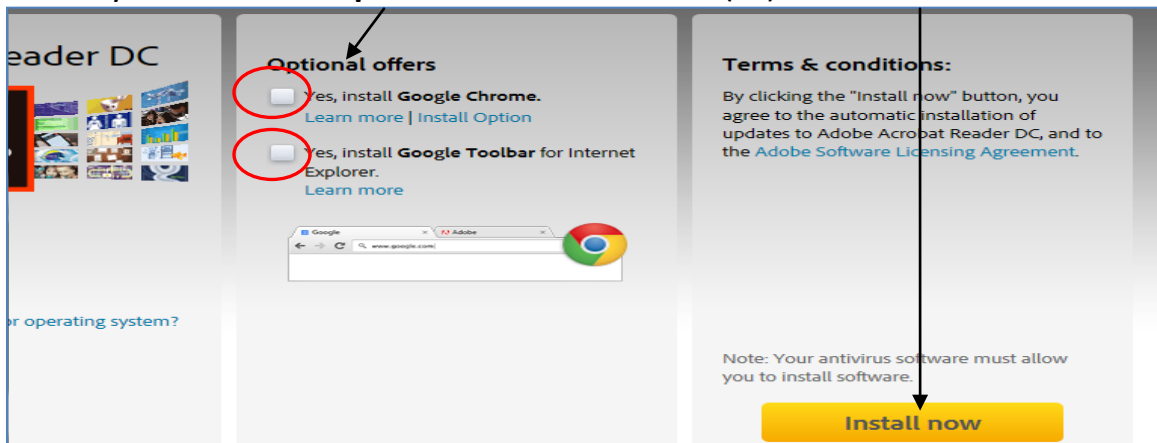 eader DC
or operating system?
Optional offers
Yes, install Google Chrome.
Learn more | Install Option
Yes, install Google Toolbar for Internet
Explorer.
Learn more
Google
Adobe
www.google.com
Terms & conditions:
By clicking the "Install now" button, you
agree to the automatic installation of
updates to Adobe Acrobat Reader DC, and to
the Adobe Software Licensing Agreement.
Note: Your antivirus software must allow
you to install software.
Install now